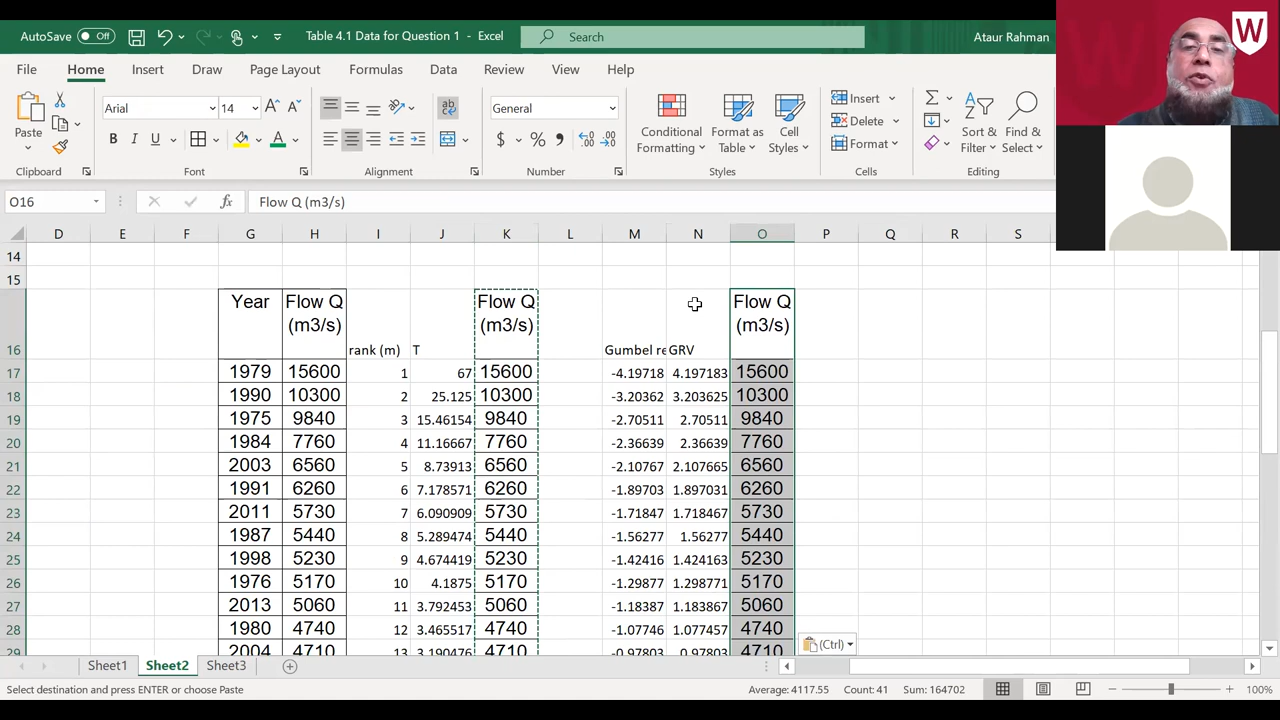 AutoSave Off Table 4.1 Data for Question 1 - Excel Search Ataur Rahman
File Home Insert Draw Page Layout Formulas Data Review View Help
Paste Arial 14 General Conditional Formatting Format as Table Cell Styles Insert Delete Format Sort & Filter Find & Select
Clipboard Font Alignment Number Styles Cells Editing
O16 fx Flow Q (m3/s)
D E F G H I J K L M N O P Q R S
14
15
Year Flow Q Flow Q Flow Q
(m3/s) (m3/s) (m3/s)
16 rank (m) T Gumbel re GRV
17 1979 15600 1 67 15600 -4.19718 4.197183 15600
18 1990 10300 2 25.125 10300 -3.20362 3.203625 10300
19 1975 9840 3 15.46154 9840 -2.70511 2.70511 9840
20 1984 7760 4 11.16667 7760 -2.36639 2.36639 7760
21 2003 6560 5 8.73913 6560 -2.10767 2.107665 6560
22 1991 6260 6 7.178571 6260 -1.89703 1.897031 6260
23 2011 5730 7 6.090909 5730 -1.71847 1.718467 5730
24 1987 5440 8 5.289474 5440 -1.56277 1.56277 5440
25 1998 5230 9 4.674419 5230 -1.42416 1.424163 5230
26 1976 5170 10 4.1875 5170 -1.29877 1.298771 5170
27 2013 5060 11 3.792453 5060 -1.18387 1.183867 5060
28 1980 4740 12 3.465517 4740 -1.07746 1.077457 4740
29 2004 4710 13 3.190476 4710 -0.97803 0.97803 4710
(Ctrl)
Sheet1 Sheet2 Sheet3
Select destination and press ENTER or choose Paste Average: 4117.55 Count: 41 Sum: 164702 100%
W